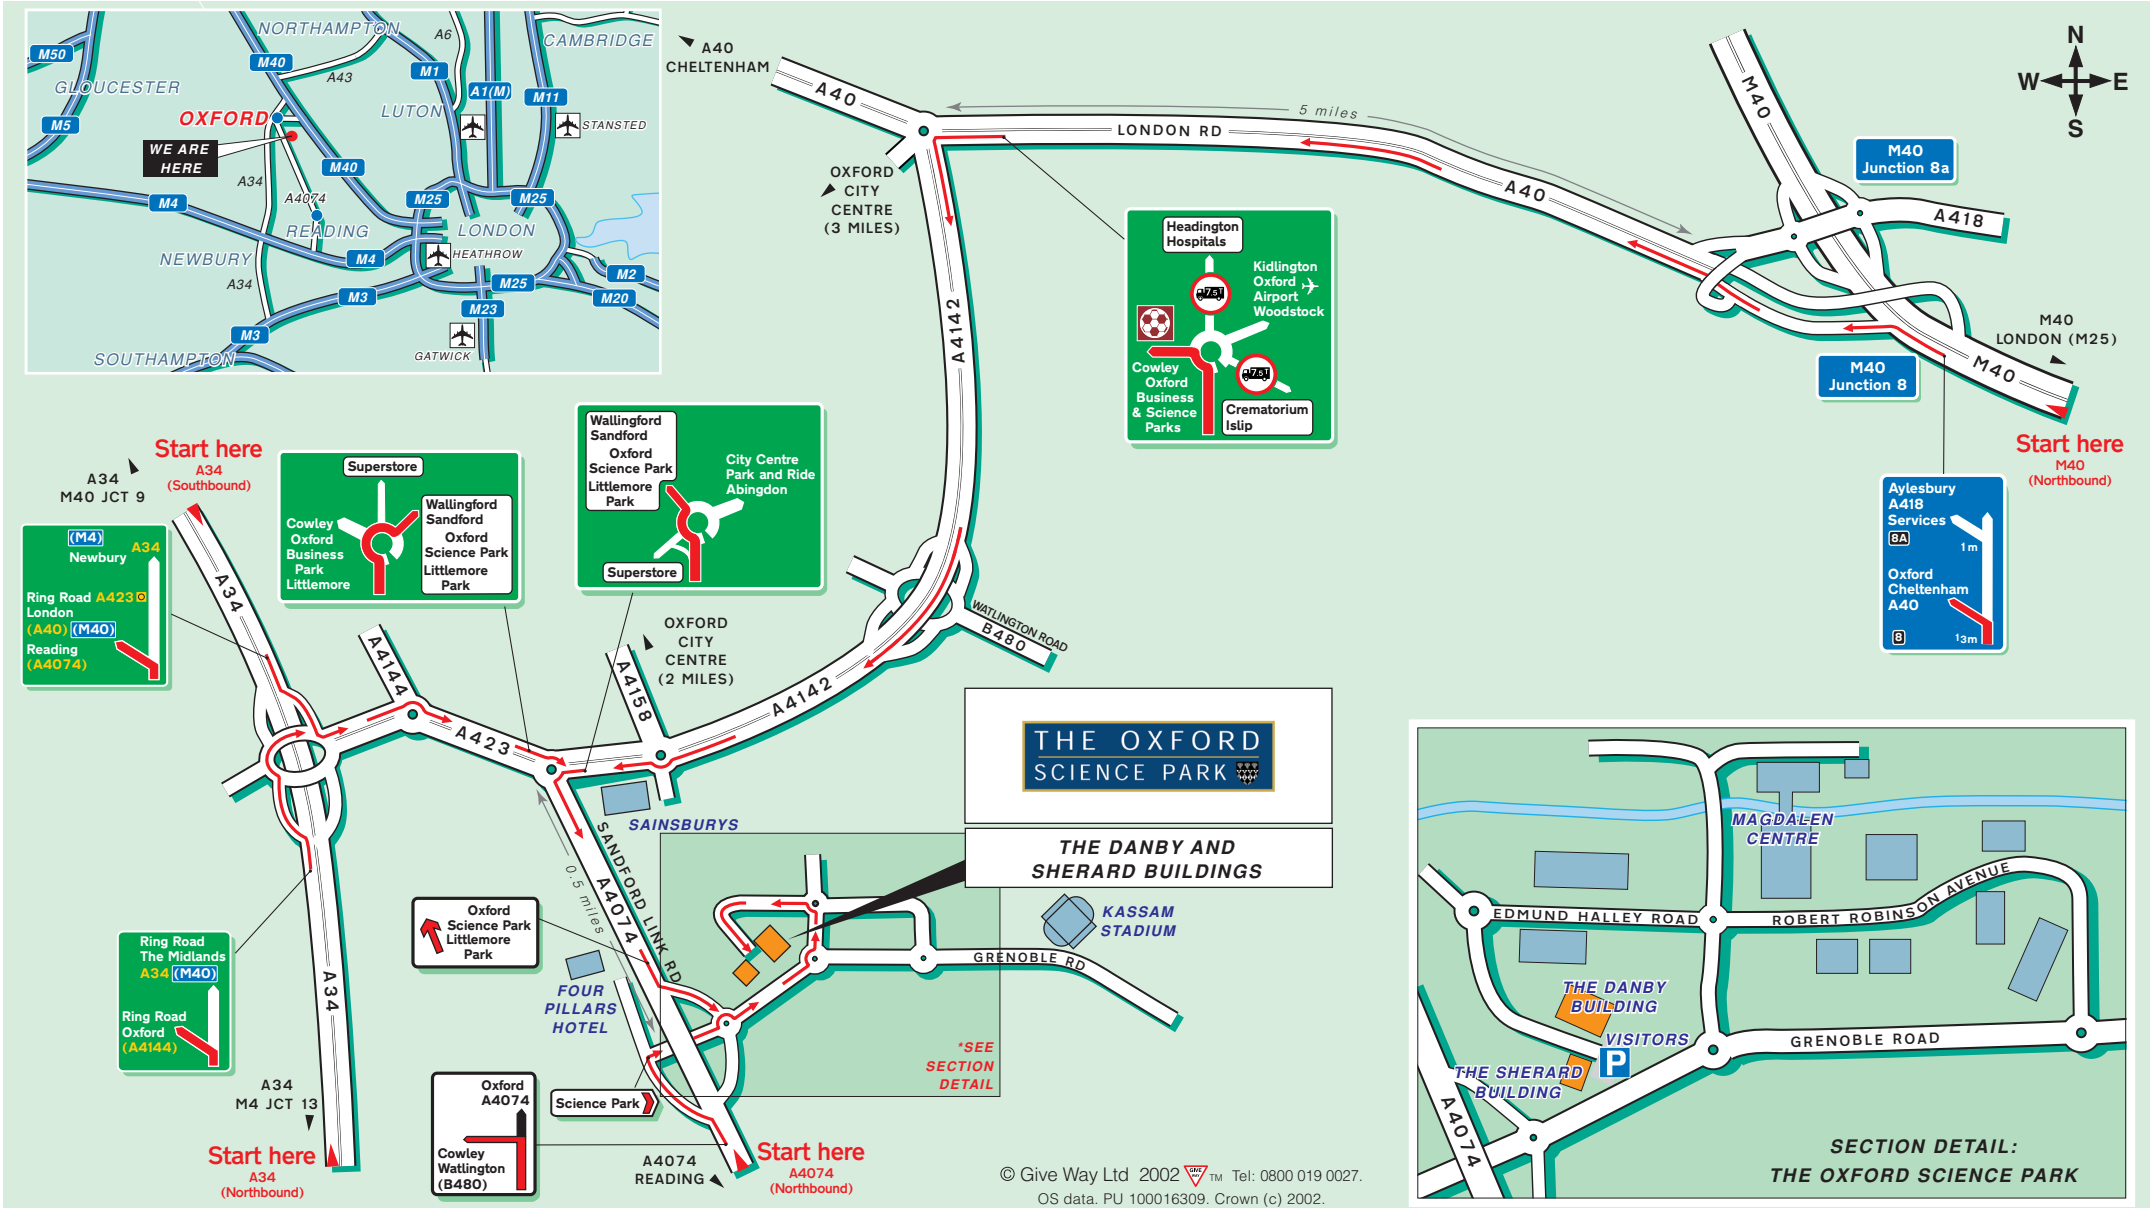 NORTHAMPTON
A6
CAMBRIDGE
M50
M40
A43
M1
A1(M)
M11
GLOUCESTER
LUTON
OXFORD
STANSTED
M5
WE ARE
HERE
M40
A34
A4074
M4
M25
M25
READING
LONDON
NEWBURY
M4
HEATHROW
A34
M25
M2
M3
M20
M23
M3
GATWICK
SOUTHAMPTON
A40
CHELTENHAM
A40
5 miles
LONDON RD
OXFORD
CITY
CENTRE
(3 MILES)
A40
M40
M40
Junction 8a
A418
N
W E
S
Headington
Hospitals
Kidlington
Oxford
Airport
Woodstock
7.5T
7.5T
Cowley
Oxford
Business
& Science
Parks
Crematorium
Islip
A4142
M40
LONDON (M25)
M40
M40
Junction 8
Start here
M40
(Northbound)
Aylesbury
A418
Services
8A
1m
Oxford
Cheltenham
A40
8
13m
Start here
A34
(Southbound)
A34
M40 JCT 9
(M4)
A34
Newbury
Ring Road A423
London
(A40) (M40)
Reading
(A4074)
A34
Superstore
Cowley
Oxford
Business
Park
Littlemore
Wallingford
Sandford
Oxford
Science Park
Littlemore
Park
Wallingford
Sandford
Oxford
Science Park
Littlemore
Park
City Centre
Park and Ride
Abingdon
Superstore
A4144
A423
A4158
OXFORD
CITY
CENTRE
(2 MILES)
A4142
WATLINGTON ROAD
B480
THE OXFORD
SCIENCE PARK
THE DANBY AND
SHERARD BUILDINGS
SAINSBURYS
SANDFORD LINK RD
A4074
0.5 miles
Oxford
Science Park
Littlemore
Park
FOUR
PILLARS
HOTEL
KASSAM
STADIUM
GRENOBLE RD
*SEE
SECTION
DETAIL
Ring Road
The Midlands
A34 (M40)
Ring Road
Oxford
(A4144)
A34
A34
M4 JCT 13
Start here
A34
(Northbound)
Oxford
A4074
Cowley
Watlington
(B480)
Science Park
A4074
READING
Start here
A4074
(Northbound)
© Give Way Ltd 2002 GIVE WAY TM Tel: 0800 019 0027.
OS data. PU 100016309. Crown (c) 2002.
MAGDALEN
CENTRE
EDMUND HALLEY ROAD
ROBERT ROBINSON AVENUE
THE DANBY
BUILDING
VISITORS
P
THE SHERARD
BUILDING
GRENOBLE ROAD
A4074
SECTION DETAIL:
THE OXFORD SCIENCE PARK